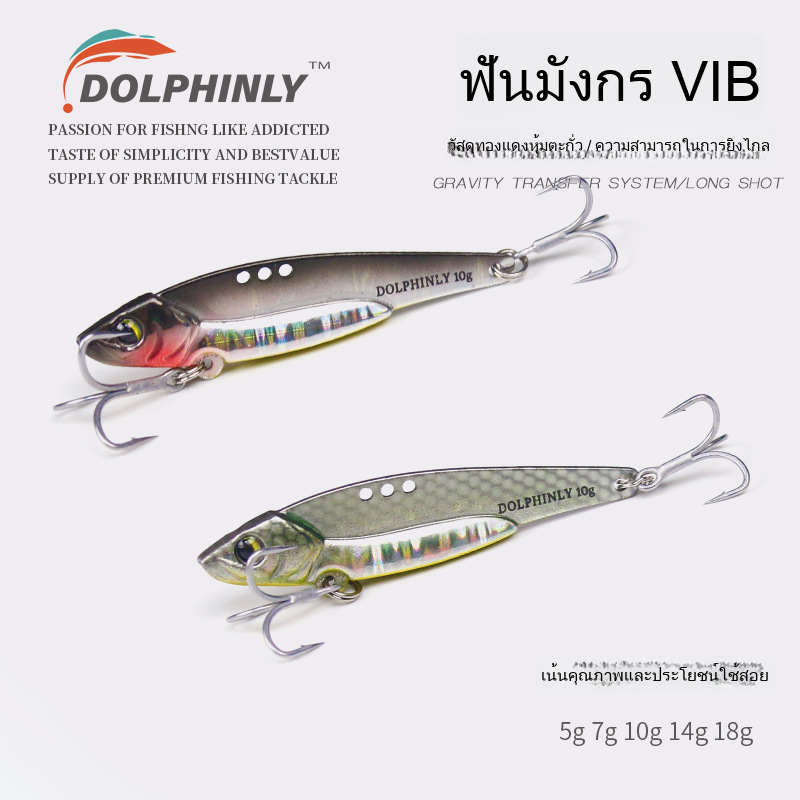 DOLPHINLY™
PASSION FOR FISHNG LIKE ADDICTED
TASTE OF SIMPLICITY AND BESTVALUE
SUPPLY OF PREMIUM FISHING TACKLE
ฟันมังกร VIB
วัสดุทองแดงหุ้มตะกั่ว / ความสามารถในการยิงไกล
GRAVITY TRANSFER SYSTEM/LONG SHOT
DOLPHINLY 10g
DOLPHINLY 10g
เน้นคุณภาพและประโยชน์ใช้สอย
5g 7g 10g 14g 18g